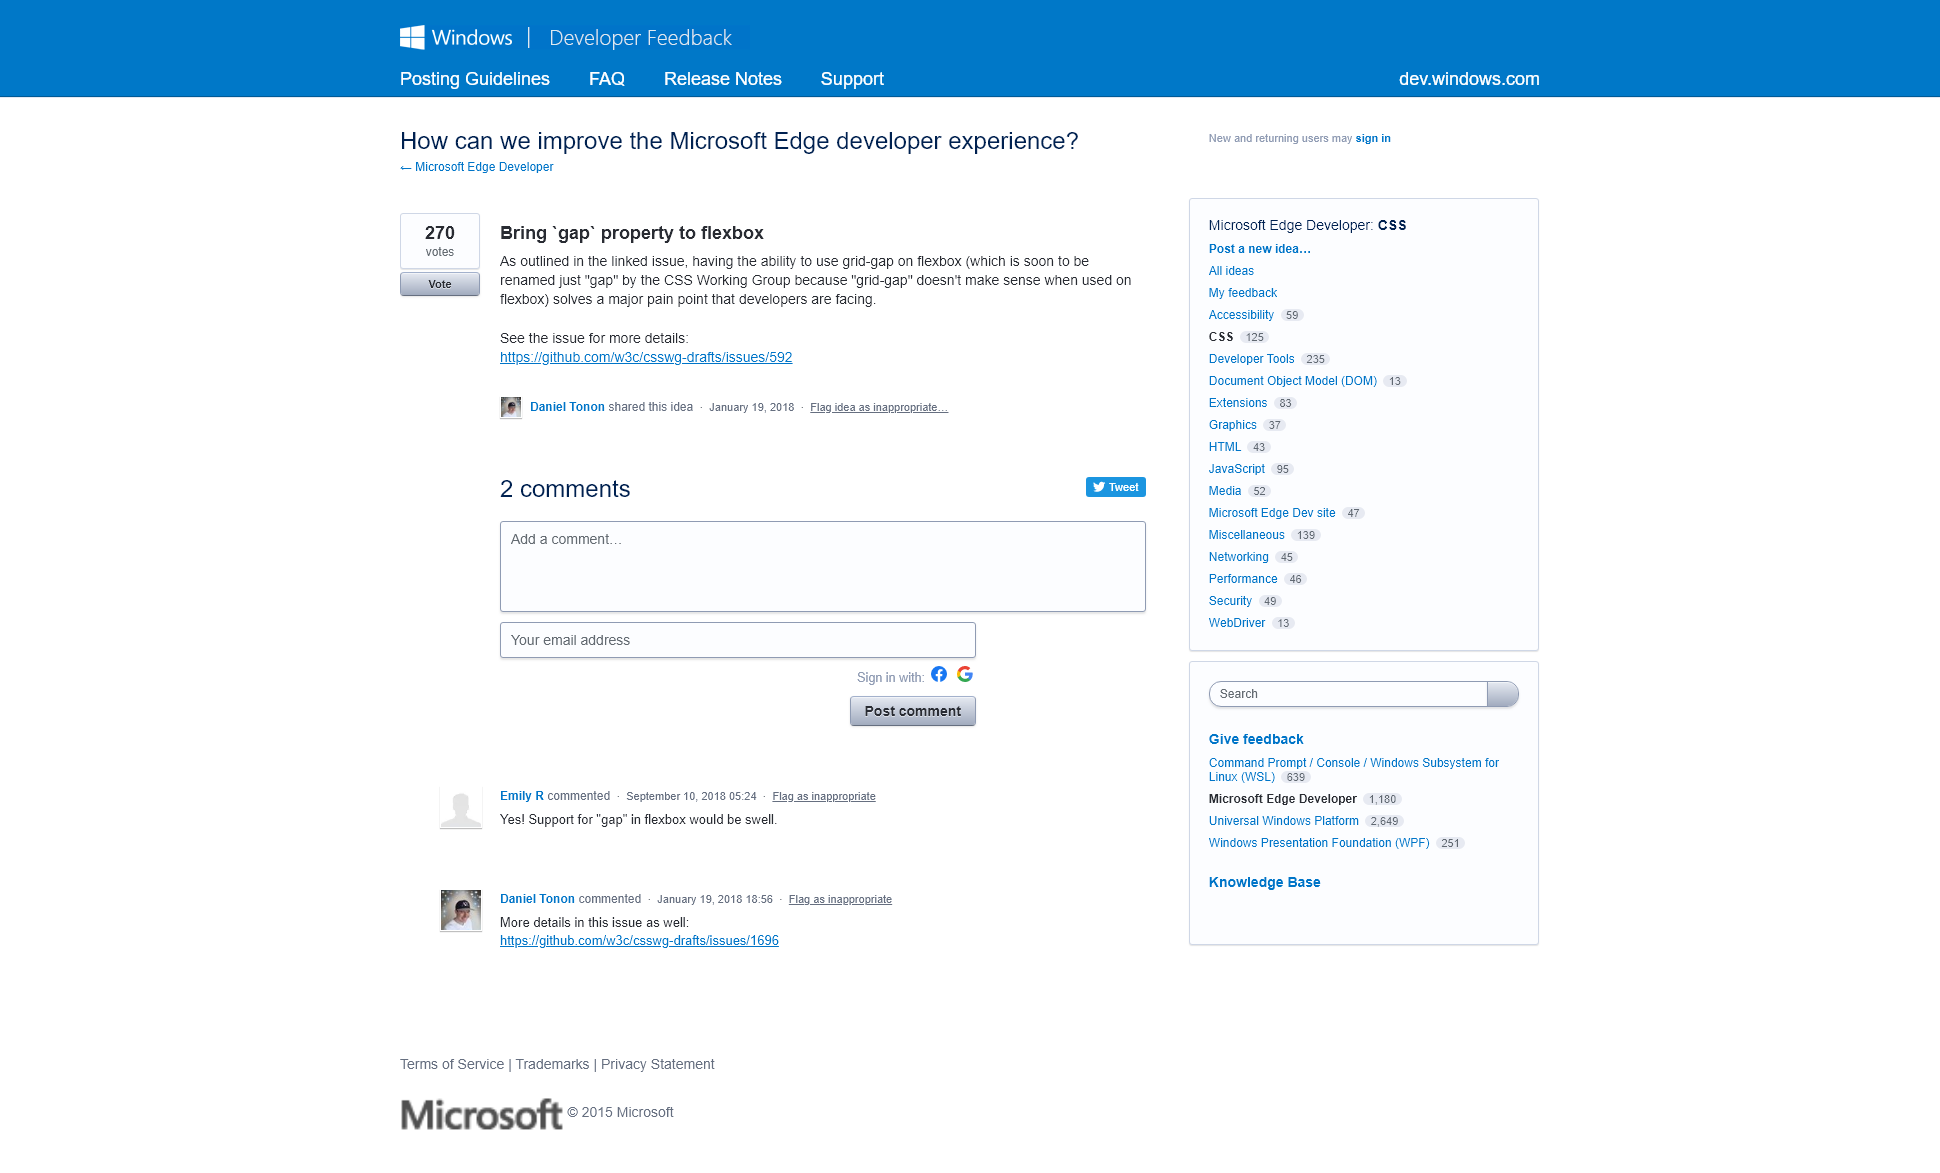 Windows | Developer Feedback
Posting Guidelines FAQ Release Notes Support dev.windows.com
How can we improve the Microsoft Edge developer experience?
← Microsoft Edge Developer
New and returning users may sign in
270
votes
Vote
Bring `gap` property to flexbox
As outlined in the linked issue, having the ability to use grid-gap on flexbox (which is soon to be
renamed just "gap" by the CSS Working Group because "grid-gap" doesn't make sense when used on
flexbox) solves a major pain point that developers are facing.
See the issue for more details:
https://github.com/w3c/csswg-drafts/issues/592
Daniel Tonon shared this idea · January 19, 2018 · Flag idea as inappropriate…
2 comments
Tweet
Add a comment…
Your email address
Sign in with:
Post comment
Emily R commented · September 10, 2018 05:24 · Flag as inappropriate
Yes! Support for "gap" in flexbox would be swell.
Daniel Tonon commented · January 19, 2018 18:56 · Flag as inappropriate
More details in this issue as well:
https://github.com/w3c/csswg-drafts/issues/1696
Microsoft Edge Developer: CSS
Post a new idea…
All ideas
My feedback
Accessibility 59
CSS 125
Developer Tools 235
Document Object Model (DOM) 13
Extensions 83
Graphics 37
HTML 43
JavaScript 95
Media 52
Microsoft Edge Dev site 47
Miscellaneous 139
Networking 45
Performance 46
Security 49
WebDriver 13
Search
Give feedback
Command Prompt / Console / Windows Subsystem for
Linux (WSL) 639
Microsoft Edge Developer 1,180
Universal Windows Platform 2,649
Windows Presentation Foundation (WPF) 251
Knowledge Base
Terms of Service | Trademarks | Privacy Statement
Microsoft © 2015 Microsoft